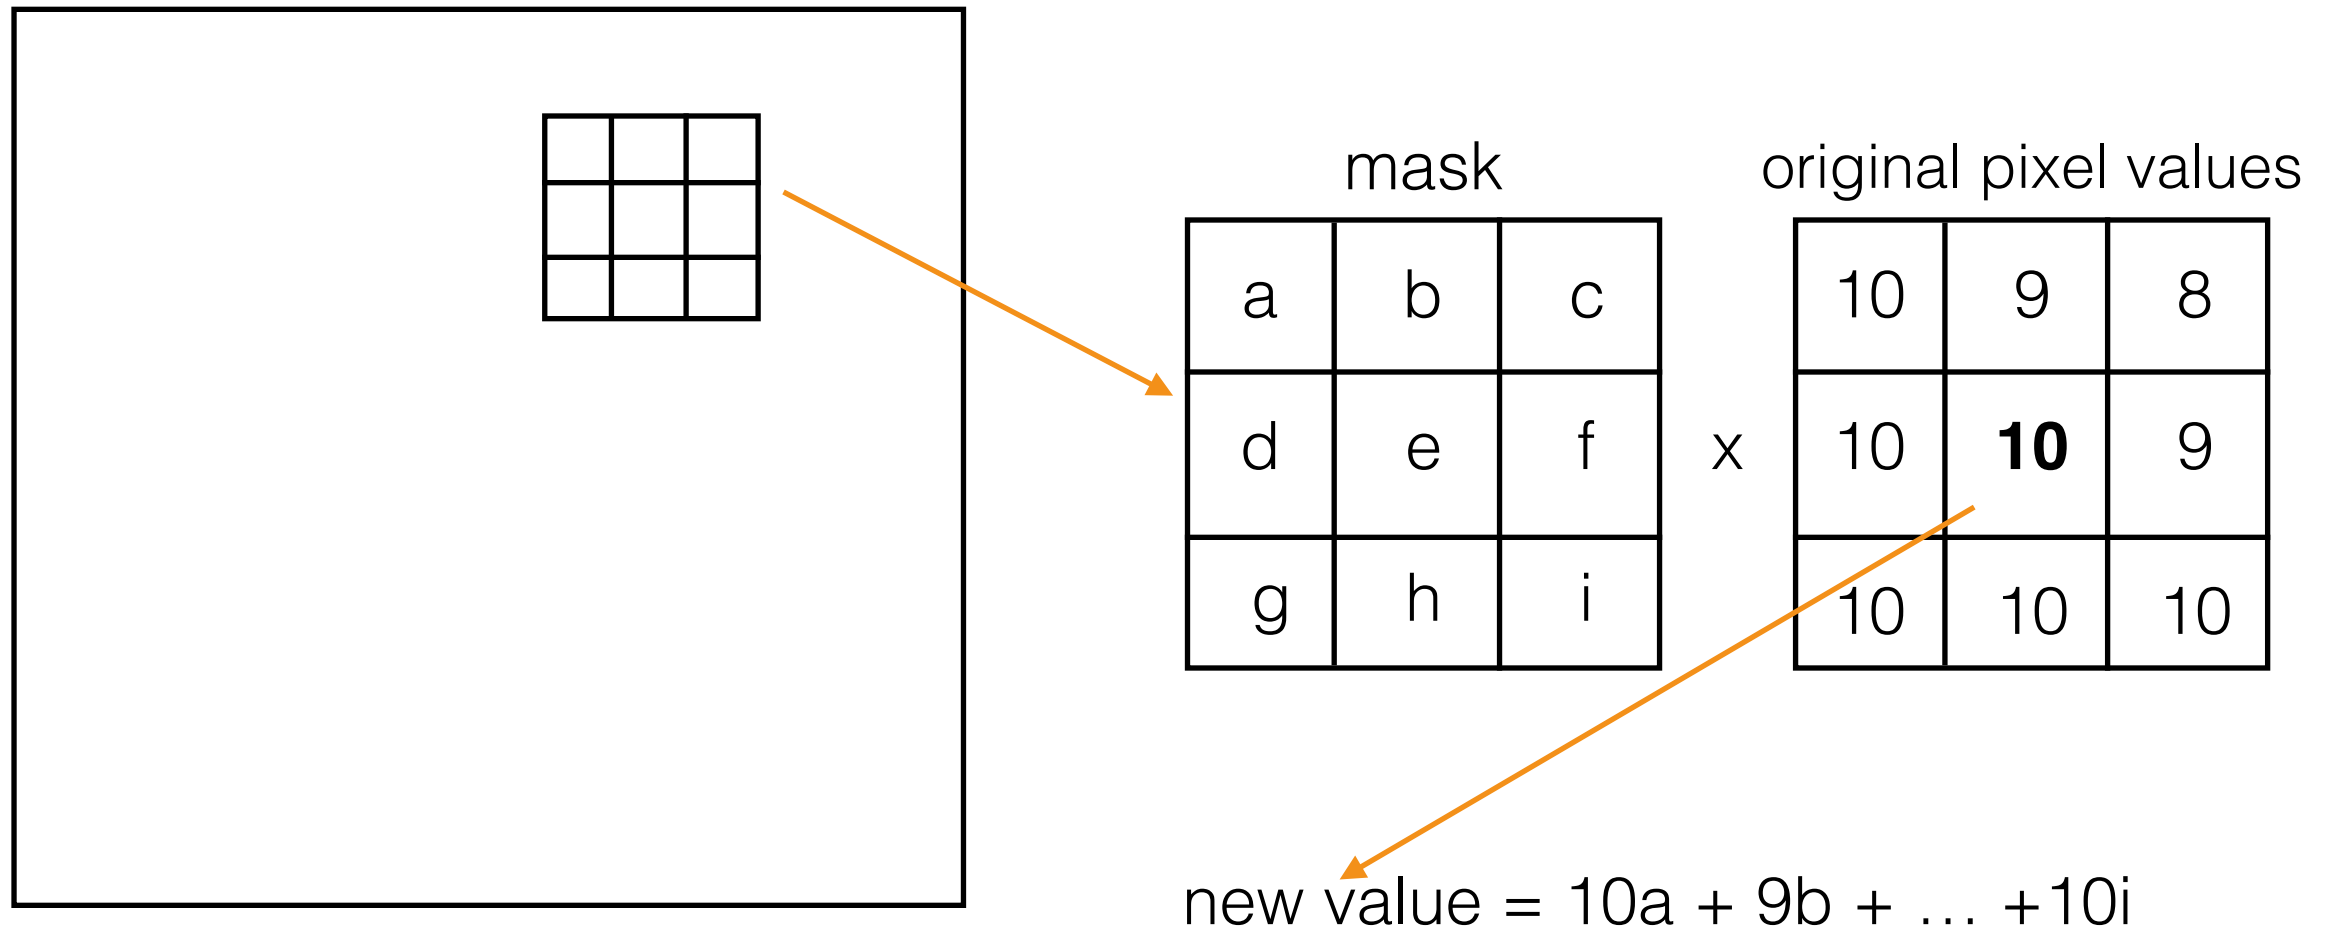 mask
original pixel values
a b c
10 9 8
d e f
x
10 10 9
g h i
10 10 10
new value = 10a + 9b + ... +10i